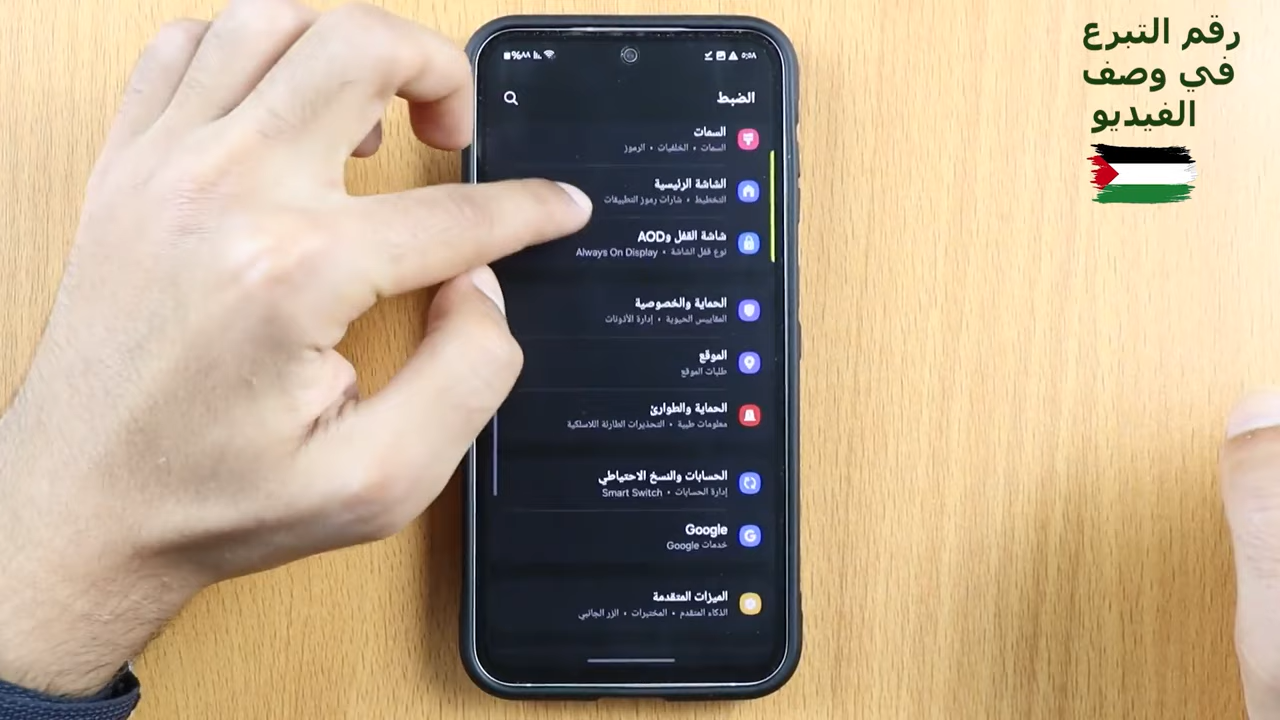 رقم التبرع
في وصف
الفيديو
٥:٥٨
%٨٨
الضبط
السمات
السمات • الخلفيات • الرموز
الشاشة الرئيسية
التخطيط • شارات رموز التطبيقات
شاشة القفل وAOD
نوع قفل الشاشة • Always On Display
الحماية والخصوصية
المقاييس الحيوية • إدارة الأذونات
الموقع
طلبات الموقع
الحماية والطوارئ
معلومات طبية • التحذيرات الطارئة اللاسلكية
الحسابات والنسخ الاحتياطي
إدارة الحسابات • Smart Switch
Google
خدمات Google
الميزات المتقدمة
الذكاء المتقدم • المختبرات • الزر الجانبي